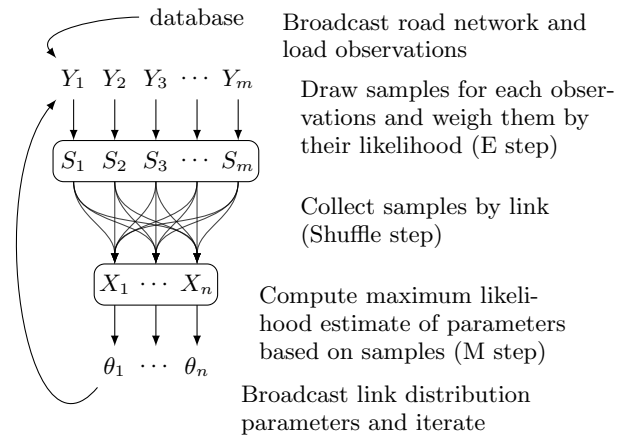 database
Broadcast road network and
load observations
Y₁ Y₂ Y₃ ⋯ Yₘ
Draw samples for each obser-
vations and weigh them by
their likelihood (E step)
S₁ S₂ S₃ ⋯ Sₘ
Collect samples by link
(Shuffle step)
X₁ ⋯ Xₙ
Compute maximum likeli-
hood estimate of parameters
based on samples (M step)
θ₁ ⋯ θₙ
Broadcast link distribution
parameters and iterate